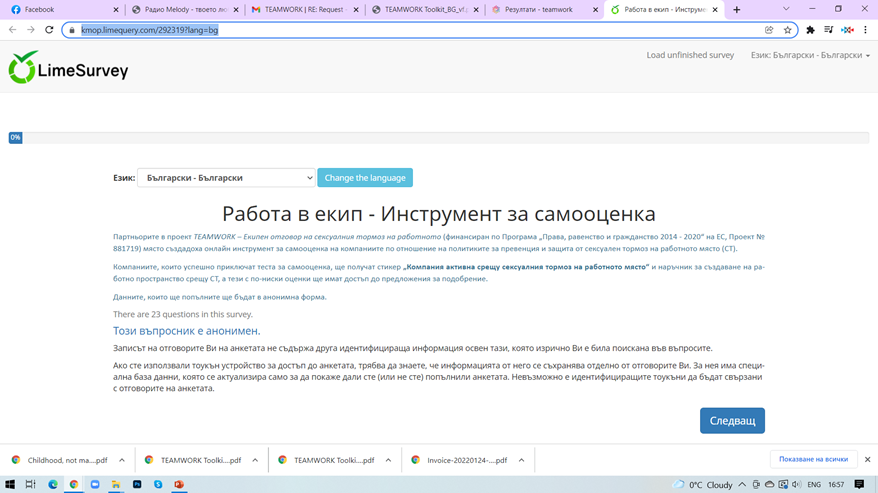 Facebook
Радио Melody - твоето лю
TEAMWORK | RE: Request -
TEAMWORK Toolkit_BG_vf.p
Резултати - teamwork
Работа в екип - Инструмен
kmop.limequery.com/292319?lang=bg
Load unfinished survey Език: Български - Български
LimeSurvey
0%
Език: Български - Български Change the language
Работа в екип - Инструмент за самооценка
Партньорите в проект TEAMWORK – Екипен отговор на сексуалния тормоз на работното (финансиран по Програма „Права, равенство и гражданство 2014 - 2020“ на ЕС, Проект №
881719) място създадоха онлайн инструмент за самооценка на компаниите по отношение на политиките за превенция и защита от сексуален тормоз на работното място (СТ).
Компаниите, които успешно приключат теста за самооценка, ще получат стикер „Компания активна срещу сексуалния тормоз на работното място“ и наръчник за създаване на ра-
ботно пространство срещу СТ, а тези с по-ниски оценки ще имат достъп до предложения за подобрение.
Данните, които ще попълните ще бъдат в анонимна форма.
There are 23 questions in this survey.
Този въпросник е анонимен.
Записът на отговорите Ви на анкетата не съдържа друга идентифицираща информация освен тази, която изрично Ви е била поискана във въпросите.
Ако сте използвали тоукън устройство за достъп до анкетата, трябва да знаете, че информацията от него се съхранява отделно от отговорите Ви. За нея има специ-
ална база данни, която се актуализира само за да покаже дали сте (или не сте) попълнили анкетата. Невъзможно е идентифициращите тоукъни да бъдат свързани
с отговорите на анкетата.
Следващ
Childhood, not ma....pdf
TEAMWORK Toolki....pdf
TEAMWORK Toolki....pdf
Invoice-20220124-....pdf
Показване на всички
0°C Cloudy ENG 16:57